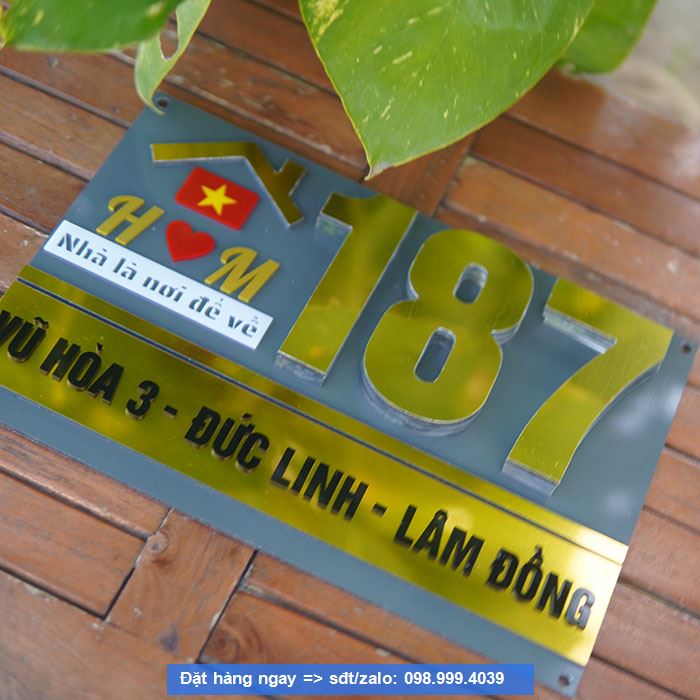 H M
Nhà là nơi để về
187
VŨ HÒA 3 - ĐỨC LINH - LÂM ĐỒNG
Đặt hàng ngay => sđt/zalo: 098.999.4039